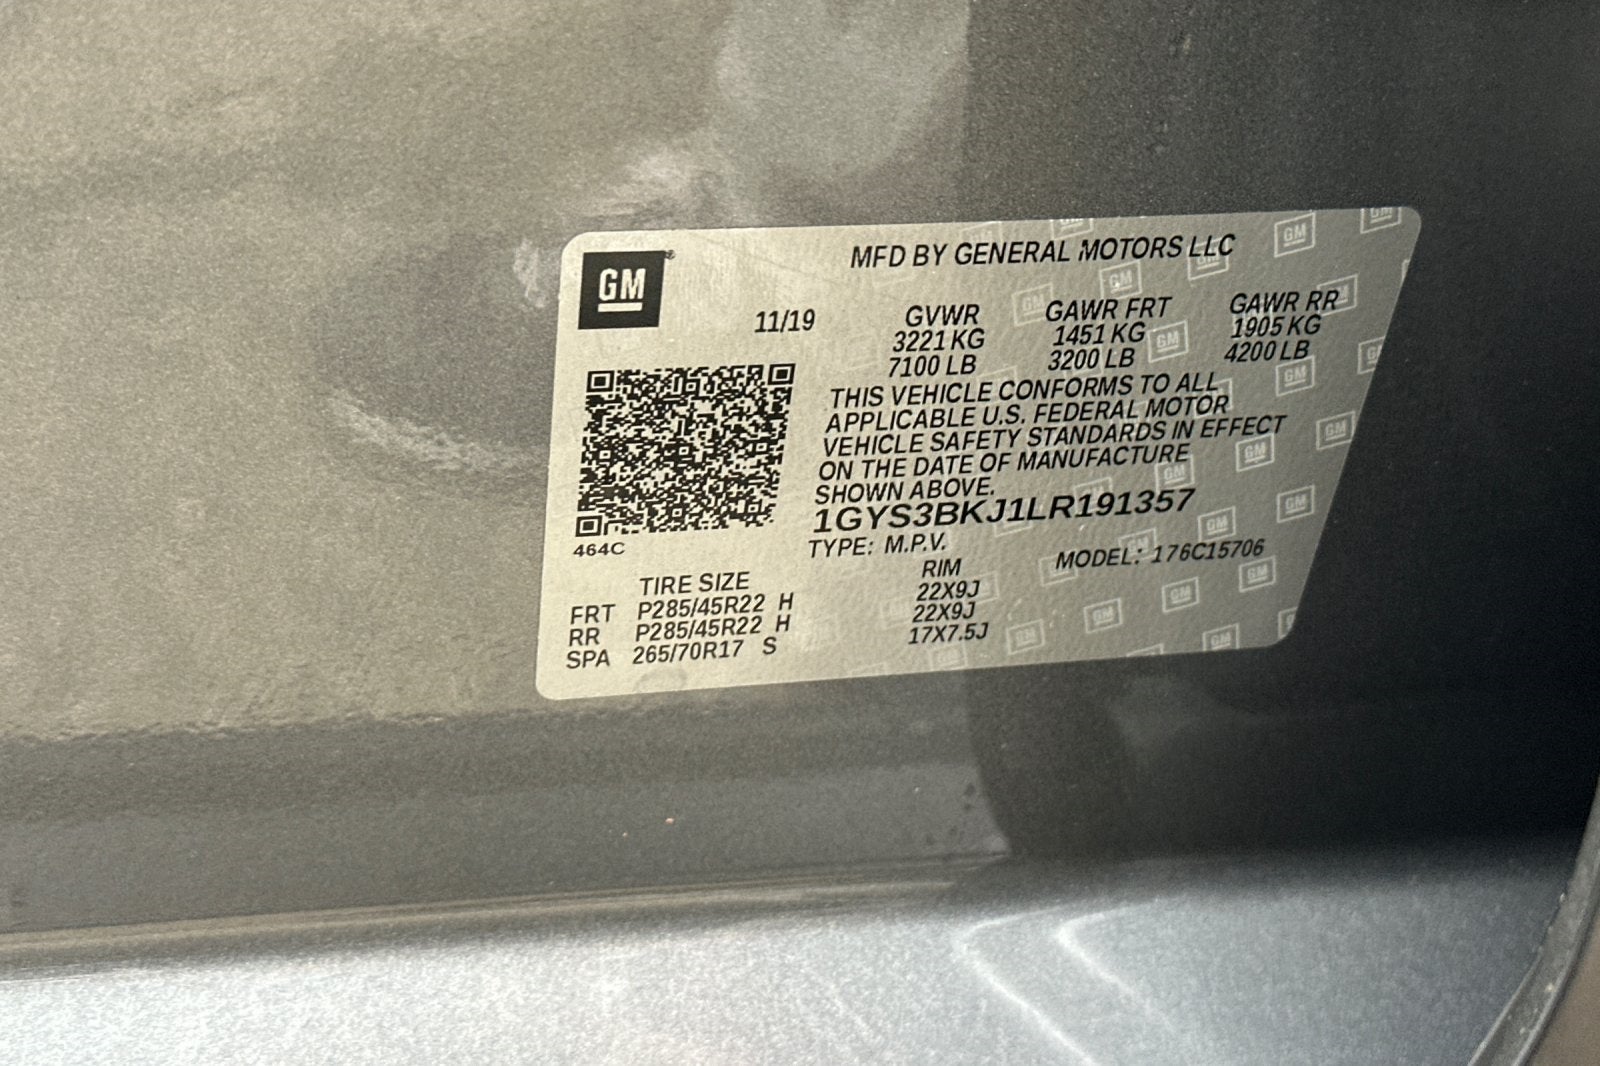 GM
MFD BY GENERAL MOTORS LLC
11/19
GVWR GAWR FRT GAWR RR
3221 KG 1451 KG 1905 KG
7100 LB 3200 LB 4200 LB
THIS VEHICLE CONFORMS TO ALL
APPLICABLE U.S. FEDERAL MOTOR
VEHICLE SAFETY STANDARDS IN EFFECT
ON THE DATE OF MANUFACTURE
SHOWN ABOVE.
1GYS3BKJ1LR191357
464C
TYPE: M.P.V. MODEL: 176C15706
TIRE SIZE RIM
FRT P285/45R22 H 22X9J
RR P285/45R22 H 22X9J
SPA 265/70R17 S 17X7.5J